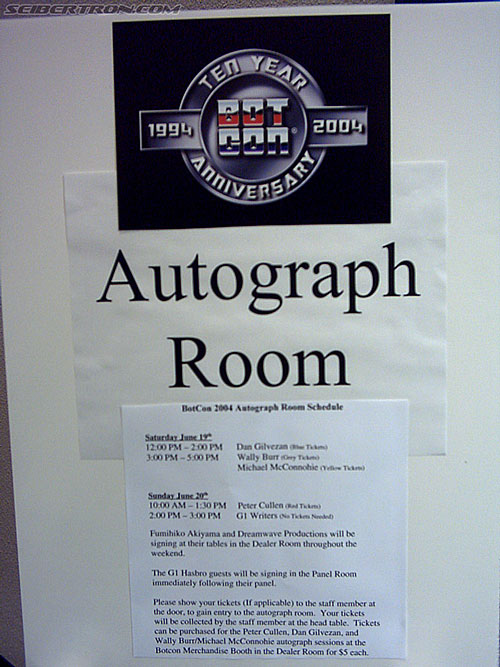 SEIBERTRON.COM
TEN YEAR
1994 BOT CON® 2004
ANNIVERSARY
Autograph
Room
BotCon 2004 Autograph Room Schedule
Saturday June 19th
12:00 PM – 2:00 PM Dan Gilvezan (Blue Tickets)
3:00 PM – 5:00 PM Wally Burr (Grey Tickets)
Michael McConnohie (Yellow Tickets)
Sunday June 20th
10:00 AM – 1:30 PM Peter Cullen (Red Tickets)
2:00 PM – 3:00 PM G1 Writers (No Tickets Needed)
Fumihiko Akiyama and Dreamwave Productions will be
signing at their tables in the Dealer Room throughout the
weekend.
The G1 Hasbro guests will be signing in the Panel Room
immediately following their panel.
Please show your tickets (If applicable) to the staff member at
the door, to gain entry to the autograph room. Your tickets
will be collected by the staff member at the head table. Tickets
can be purchased for the Peter Cullen, Dan Gilvezan, and
Wally Burr/Michael McConnohie autograph sessions at the
Botcon Merchandise Booth in the Dealer Room for $5 each.